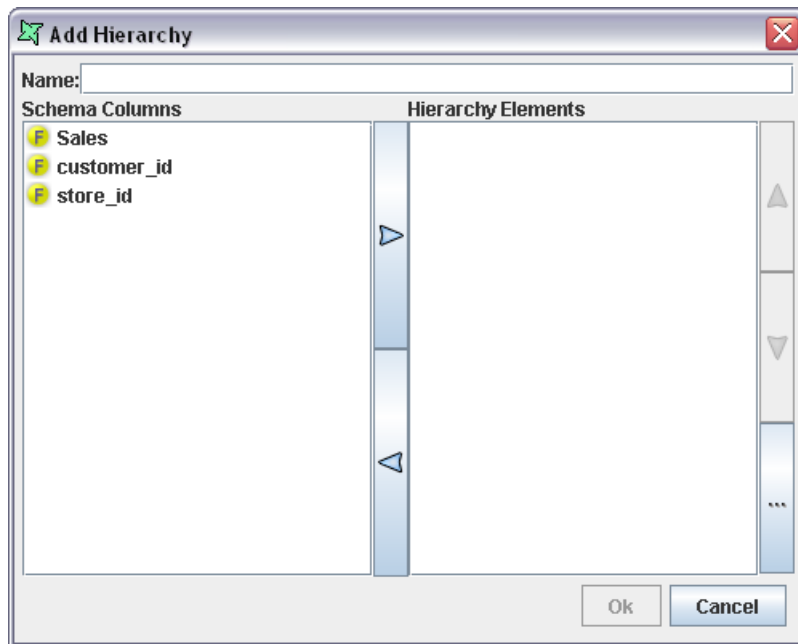 Add Hierarchy
Name:
Schema Columns Hierarchy Elements
F Sales
F customer_id
F store_id
...
Ok Cancel